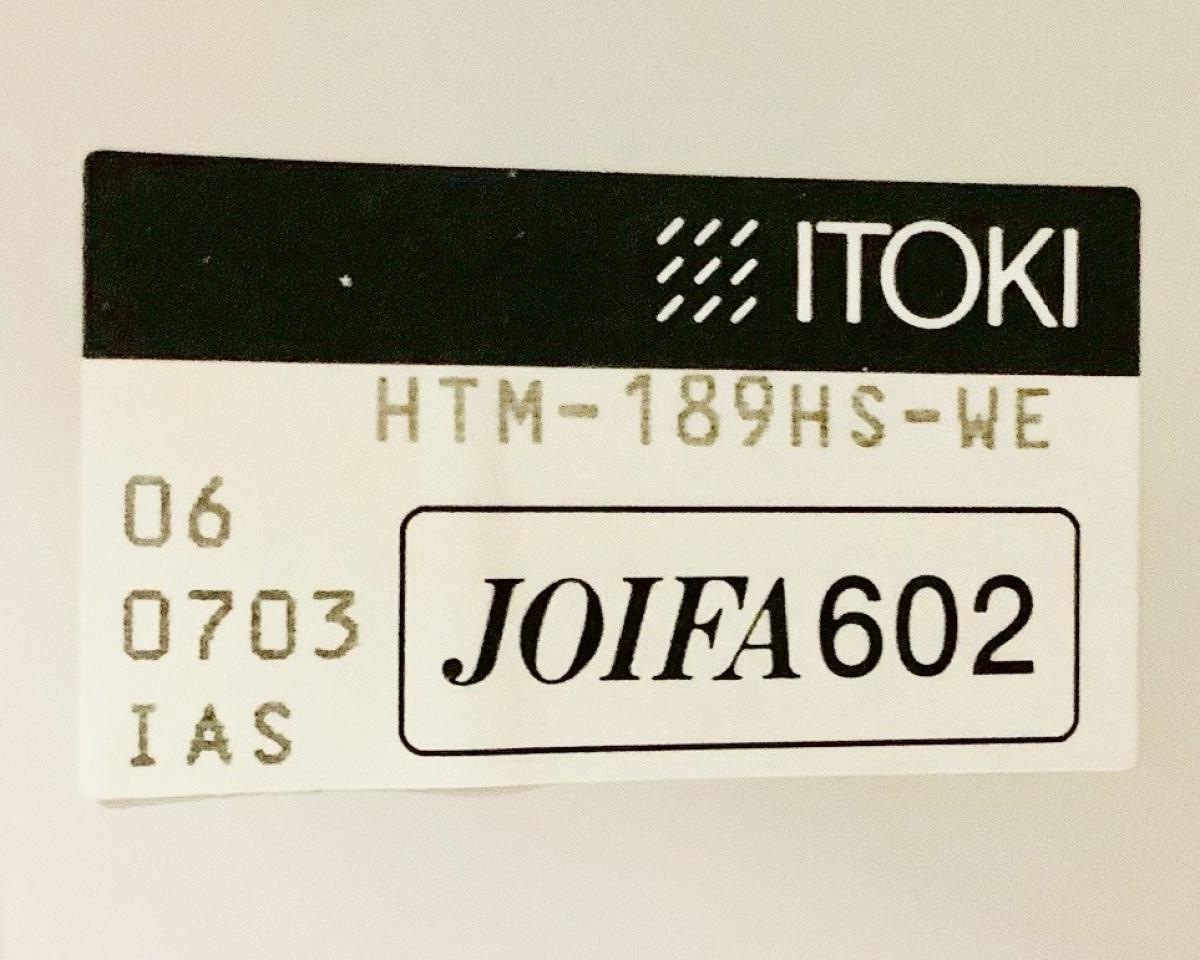 ITOKI
HTM-189HS-WE
06
0703
IAS
JOIFA602